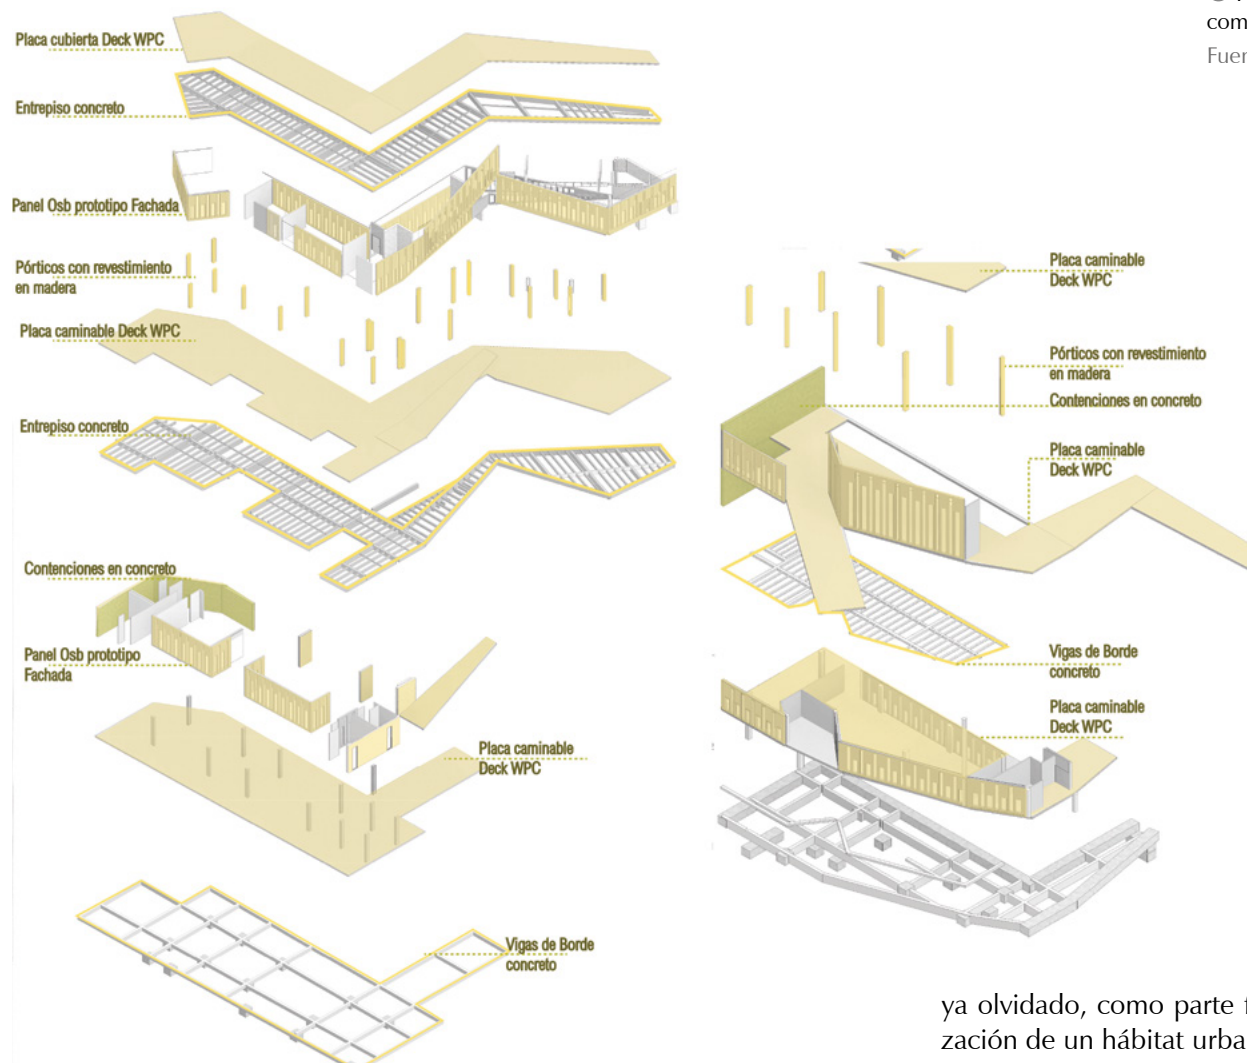 com
Fuer
Placa cubierta Deck WPC
Entrepiso concreto
Panel Osb prototipo Fachada
Pórticos con revestimiento
en madera
Placa caminable Deck WPC
Entrepiso concreto
Contenciones en concreto
Panel Osb prototipo
Fachada
Placa caminable
Deck WPC
Vigas de Borde
concreto
Placa caminable
Deck WPC
Pórticos con revestimiento
en madera
Contenciones en concreto
Placa caminable
Deck WPC
Vigas de Borde
concreto
Placa caminable
Deck WPC
ya olvidado, como parte f
zación de un hábitat urba